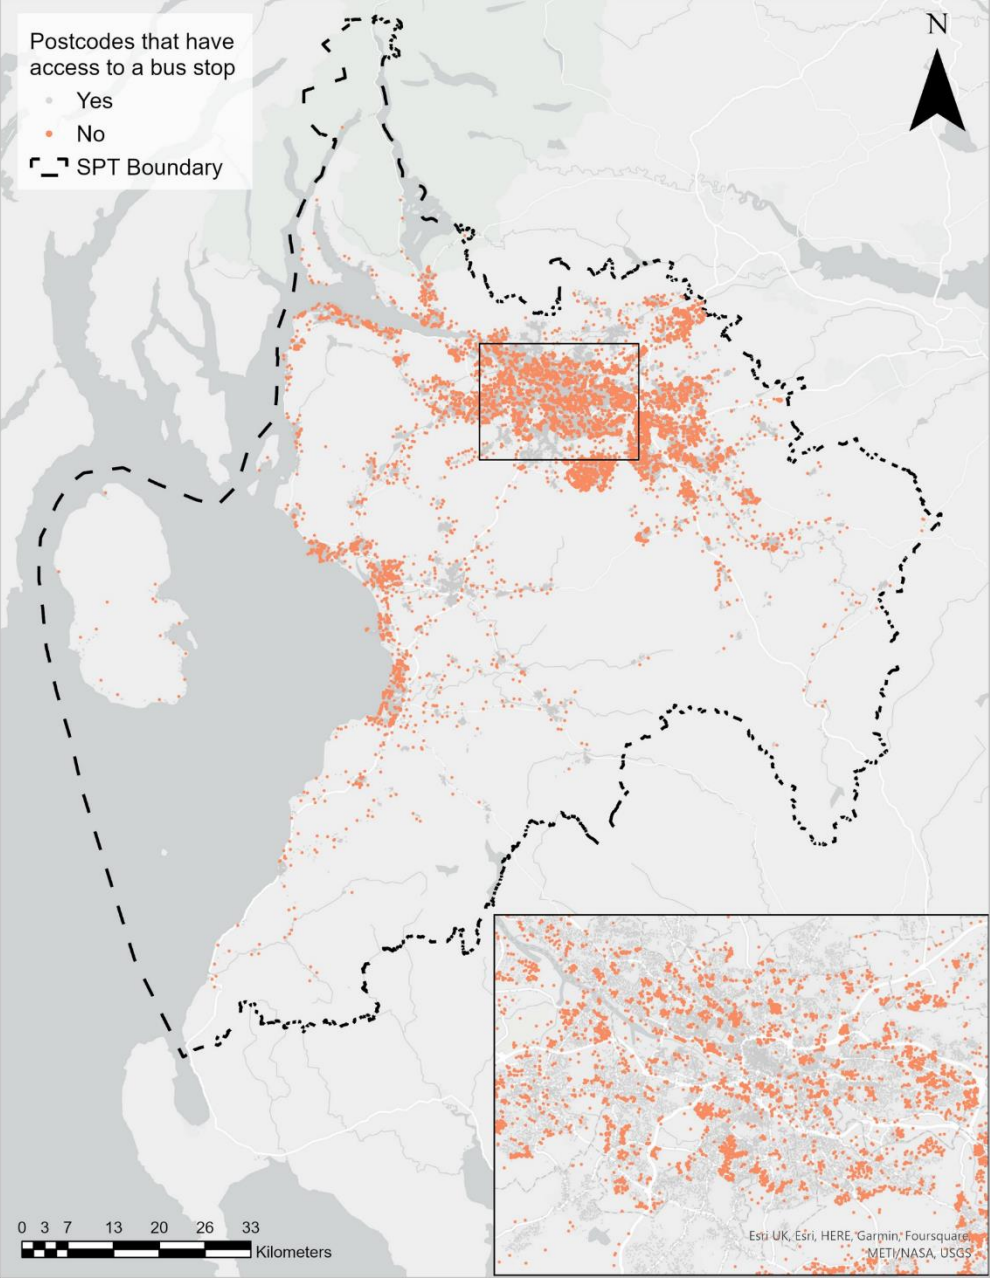 Postcodes that have
access to a bus stop
Yes
No
SPT Boundary
N
0 3 7 13 20 26 33
Kilometers
Esti UK, Esri, HERE, Garmin, Foursquare,
METI/NASA, USGS